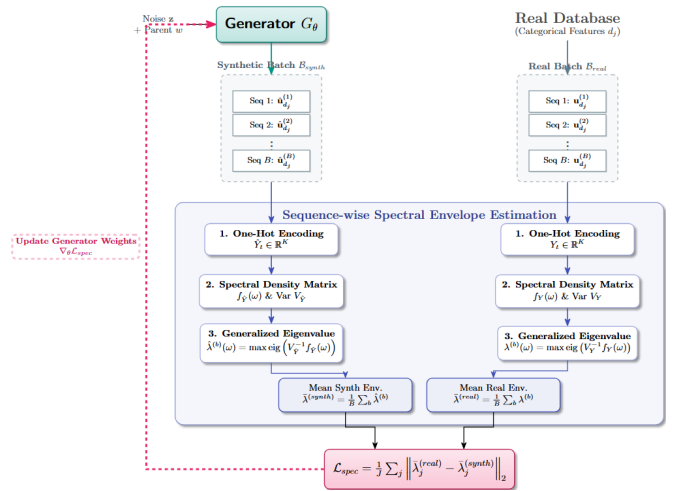 Noise z
+ Parent w
Generator G_θ
Real Database
(Categorical Features d_j)
Synthetic Batch ℬ_synth
Real Batch ℬ_real
Seq 1: û_{d_j}^{(1)}
Seq 2: û_{d_j}^{(2)}
⋮
Seq B: û_{d_j}^{(B)}
Seq 1: u_{d_j}^{(1)}
Seq 2: u_{d_j}^{(2)}
⋮
Seq B: u_{d_j}^{(B)}
Sequence-wise Spectral Envelope Estimation
1. One-Hot Encoding
Ŷ_t ∈ ℝ^K
1. One-Hot Encoding
Y_t ∈ ℝ^K
Update Generator Weights
∇_θ ℒ_spec
2. Spectral Density Matrix
f_Ŷ(ω) & Var V_Ŷ
2. Spectral Density Matrix
f_Y(ω) & Var V_Y
3. Generalized Eigenvalue
λ̂^{(b)}(ω) = max eig (V_Ŷ^{-1} f_Ŷ(ω))
3. Generalized Eigenvalue
λ^{(b)}(ω) = max eig (V_Y^{-1} f_Y(ω))
Mean Synth Env.
λ̄^{(synth)} = 1/B ∑_b λ̂^{(b)}
Mean Real Env.
λ̄^{(real)} = 1/B ∑_b λ^{(b)}
ℒ_spec = 1/J ∑_j ‖λ̄_j^{(real)} − λ̄_j^{(synth)}‖_2